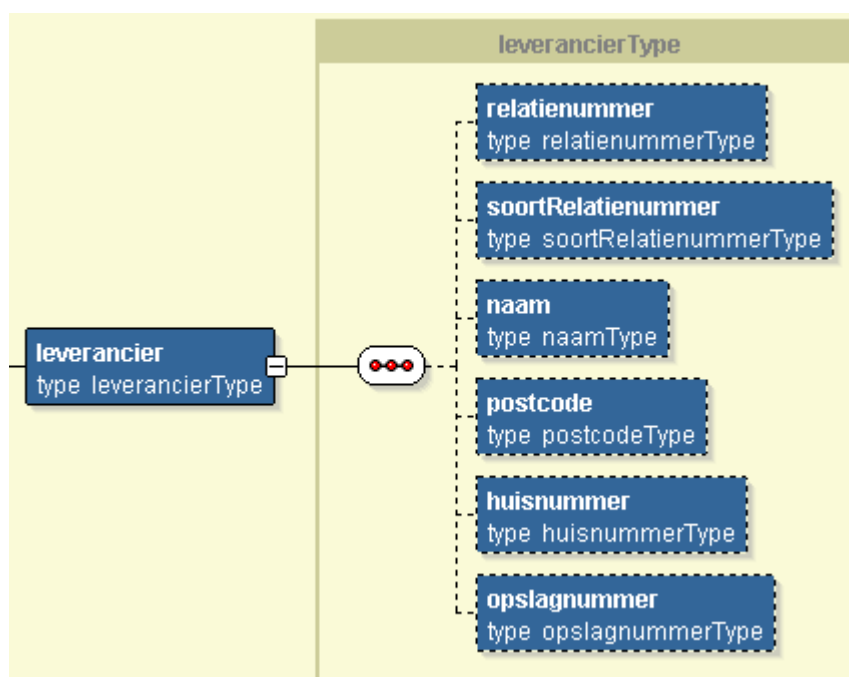 leverancierType
relatienummer
type relatienummerType
soortRelatienummer
type soortRelatienummerType
naam
type naamType
leverancier
type leverancierType
postcode
type postcodeType
huisnummer
type huisnummerType
opslagnummer
type opslagnummerType